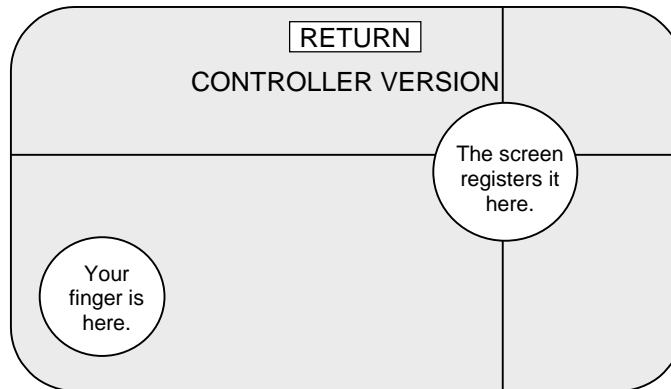 RETURN
CONTROLLER VERSION
The screen
registers it
here.
Your
finger is
here.